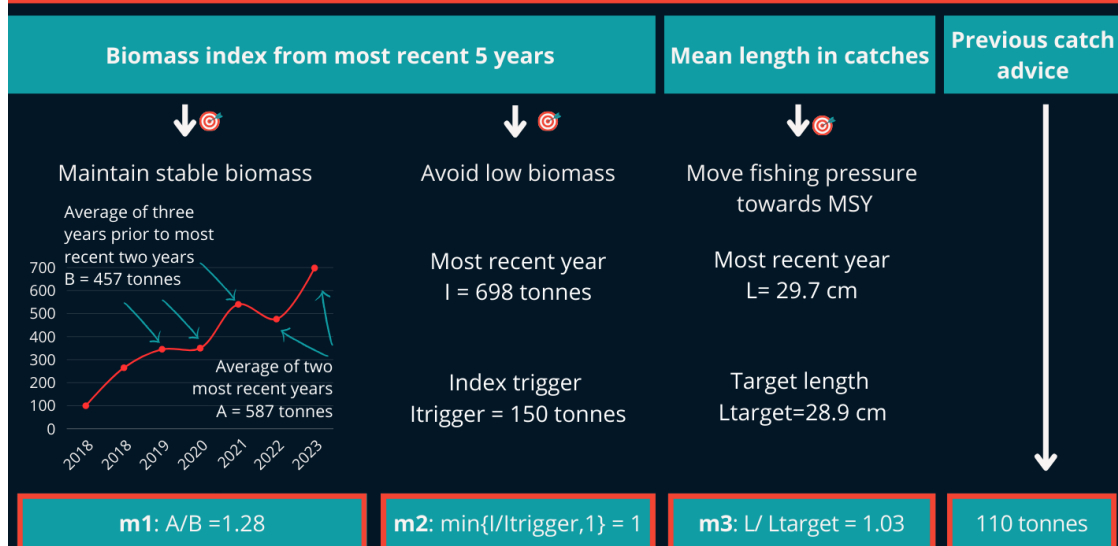 Biomass index from most recent 5 years
Mean length in catches
Previous catch
advice
Maintain stable biomass
Average of three
years prior to most
recent two years
B = 457 tonnes
700
600
500
400
300
200
100
0
2018
2018
2019
2020
2021
2022
2023
Average of two
most recent years
A = 587 tonnes
Avoid low biomass
Most recent year
I = 698 tonnes
Index trigger
Itrigger = 150 tonnes
Move fishing pressure
towards MSY
Most recent year
L= 29.7 cm
Target length
Ltarget=28.9 cm
m1: A/B =1.28
m2: min{I/Itrigger,1} = 1
m3: L/ Ltarget = 1.03
110 tonnes